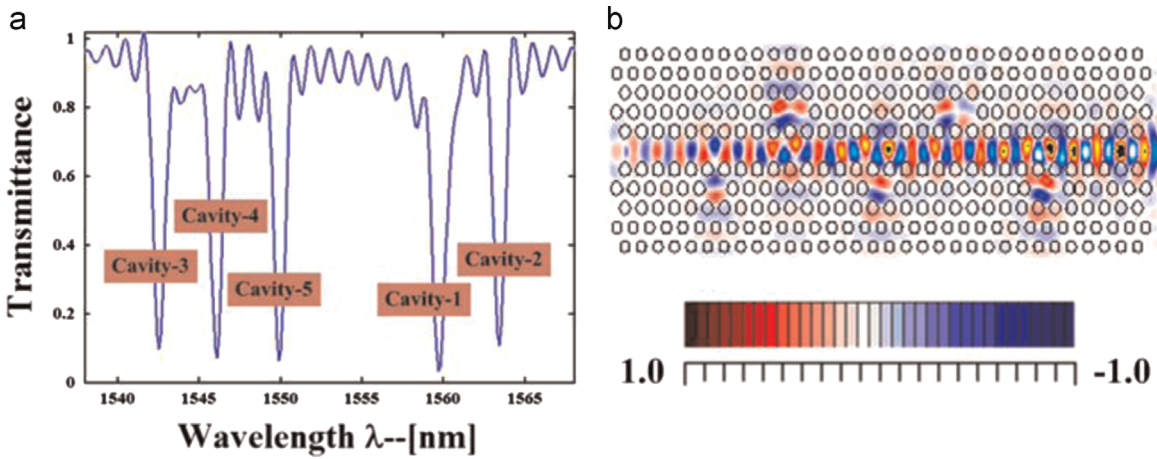 a
b
1
0.8
0.6
0.4
0.2
0
Transmittance
Cavity-4
Cavity-3
Cavity-5
Cavity-1
Cavity-2
1540
1545
1550
1555
1560
1565
Wavelength λ--[nm]
1.0
-1.0